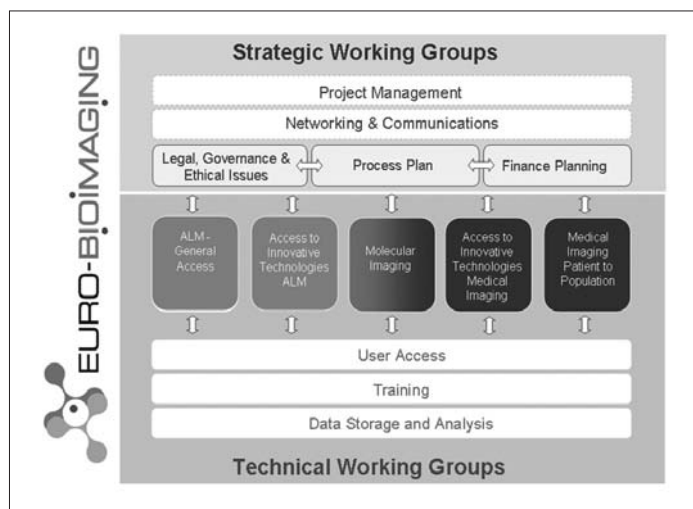 EURO-BIOIMAGING
Strategic Working Groups
Project Management
Networking & Communications
Legal, Governance &
Ethical Issues
Process Plan
Finance Planning
ALM -
General
Access
Access to
Innovative
Technologies
ALM
Molecular
Imaging
Access to
Innovative
Technologies
Medical
Imaging
Medical
Imaging
Patient to
Population
User Access
Training
Data Storage and Analysis
Technical Working Groups